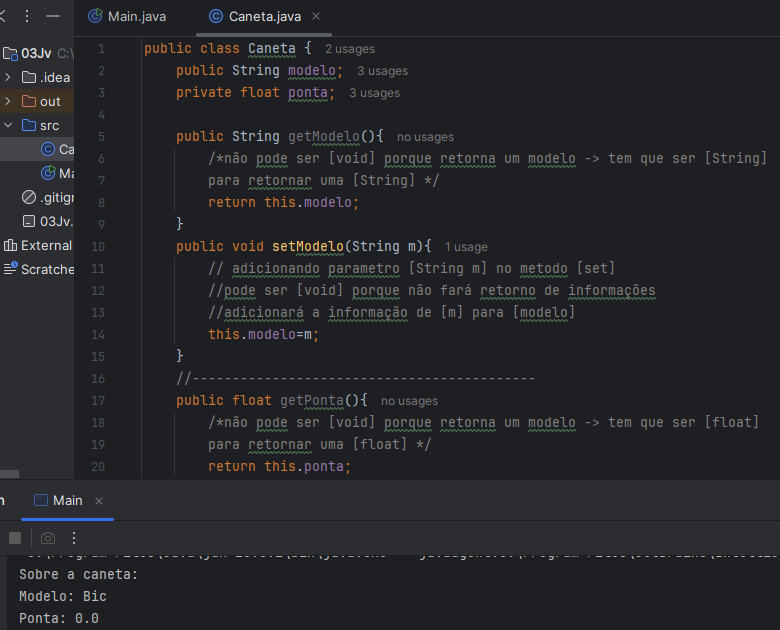 Main.java
Caneta.java
03Jv C:\
.idea
out
src
Ca
Ma
.gitigr
03Jv.
External
Scratche
1 public class Caneta { 2 usages
2 public String modelo; 3 usages
3 private float ponta; 3 usages
4
5 public String getModelo(){ no usages
6 /*não pode ser [void] porque retorna um modelo -> tem que ser [String]
7 para retornar uma [String] */
8 return this.modelo;
9 }
10 public void setModelo(String m){ 1 usage
11 // adicionando parametro [String m] no metodo [set]
12 //pode ser [void] porque não fará retorno de informações
13 //adicionará a informação de [m] para [modelo]
14 this.modelo=m;
15 }
16 //-------------------------------------------
17 public float getPonta(){ no usages
18 /*não pode ser [void] porque retorna um modelo -> tem que ser [float]
19 para retornar uma [float] */
20 return this.ponta;
n
Main
Sobre a caneta:
Modelo: Bic
Ponta: 0.0